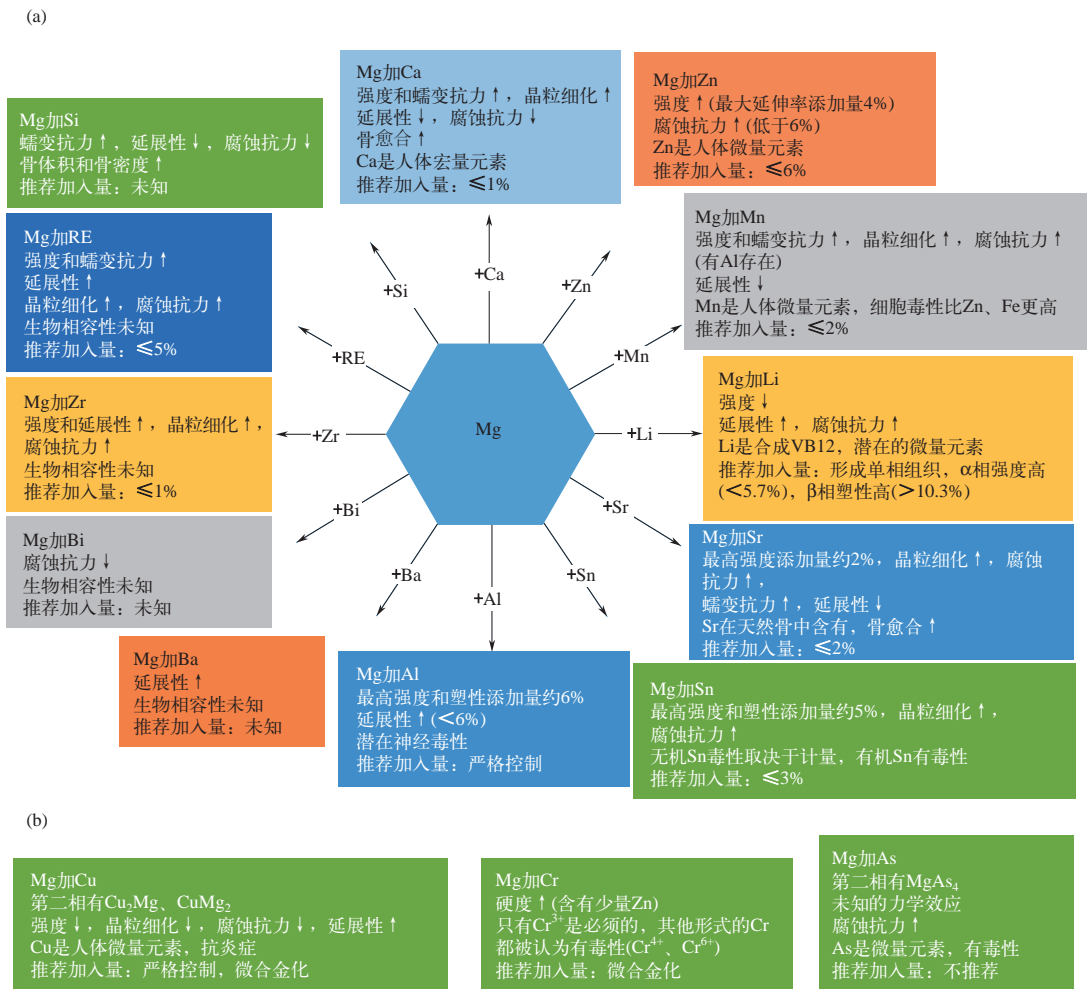 (a)
Mg加Si
蠕变抗力↑，延展性↓，腐蚀抗力↓
骨体积和骨密度↑
推荐加入量：未知
Mg加Ca
强度和蠕变抗力↑，晶粒细化↑
延展性↓，腐蚀抗力↓
骨愈合↑
Ca是人体宏量元素
推荐加入量：≤1%
Mg加Zn
强度↑(最大延伸率添加量4%)
腐蚀抗力↑(低于6%)
Zn是人体微量元素
推荐加入量：≤6%
Mg加RE
强度和蠕变抗力↑
延展性↑
晶粒细化↑，腐蚀抗力↑
生物相容性未知
推荐加入量：≤5%
Mg加Mn
强度和蠕变抗力↑，晶粒细化↑，腐蚀抗力↑
(有Al存在)
延展性↓
Mn是人体微量元素，细胞毒性比Zn、Fe更高
推荐加入量：≤2%
Mg加Zr
强度和延展性↑，晶粒细化↑，
腐蚀抗力↑
生物相容性未知
推荐加入量：≤1%
Mg加Li
强度↓
延展性↑，腐蚀抗力↑
Li是合成VB12，潜在的微量元素
推荐加入量：形成单相组织，α相强度高
(<5.7%)，β相塑性高(>10.3%)
Mg加Bi
腐蚀抗力↓
生物相容性未知
推荐加入量：未知
Mg加Sr
最高强度添加量约2%，晶粒细化↑，腐蚀
抗力↑，
蠕变抗力↑，延展性↓
Sr在天然骨中含有，骨愈合↑
推荐加入量：≤2%
Mg加Ba
延展性↑
生物相容性未知
推荐加入量：未知
Mg加Al
最高强度和塑性添加量约6%
延展性↑(<6%)
潜在神经毒性
推荐加入量：严格控制
Mg加Sn
最高强度和塑性添加量约5%，晶粒细化↑，
腐蚀抗力↑
无机Sn毒性取决于计量，有机Sn有毒性
推荐加入量：≤3%
+Si
+Ca
+Zn
+RE
+Mn
+Zr
Mg
+Li
+Bi
+Sr
+Ba
+Al
+Sn
(b)
Mg加Cu
第二相有Cu₂Mg、CuMg₂
强度↓，晶粒细化↓，腐蚀抗力↓，延展性↑
Cu是人体微量元素，抗炎症
推荐加入量：严格控制，微合金化
Mg加Cr
硬度↑(含有少量Zn)
只有Cr³⁺是必须的，其他形式的Cr
都被认为有毒性(Cr⁴⁺、Cr⁶⁺)
推荐加入量：微合金化
Mg加As
第二相有MgAs₄
未知的力学效应
腐蚀抗力↑
As是微量元素，有毒性
推荐加入量：不推荐